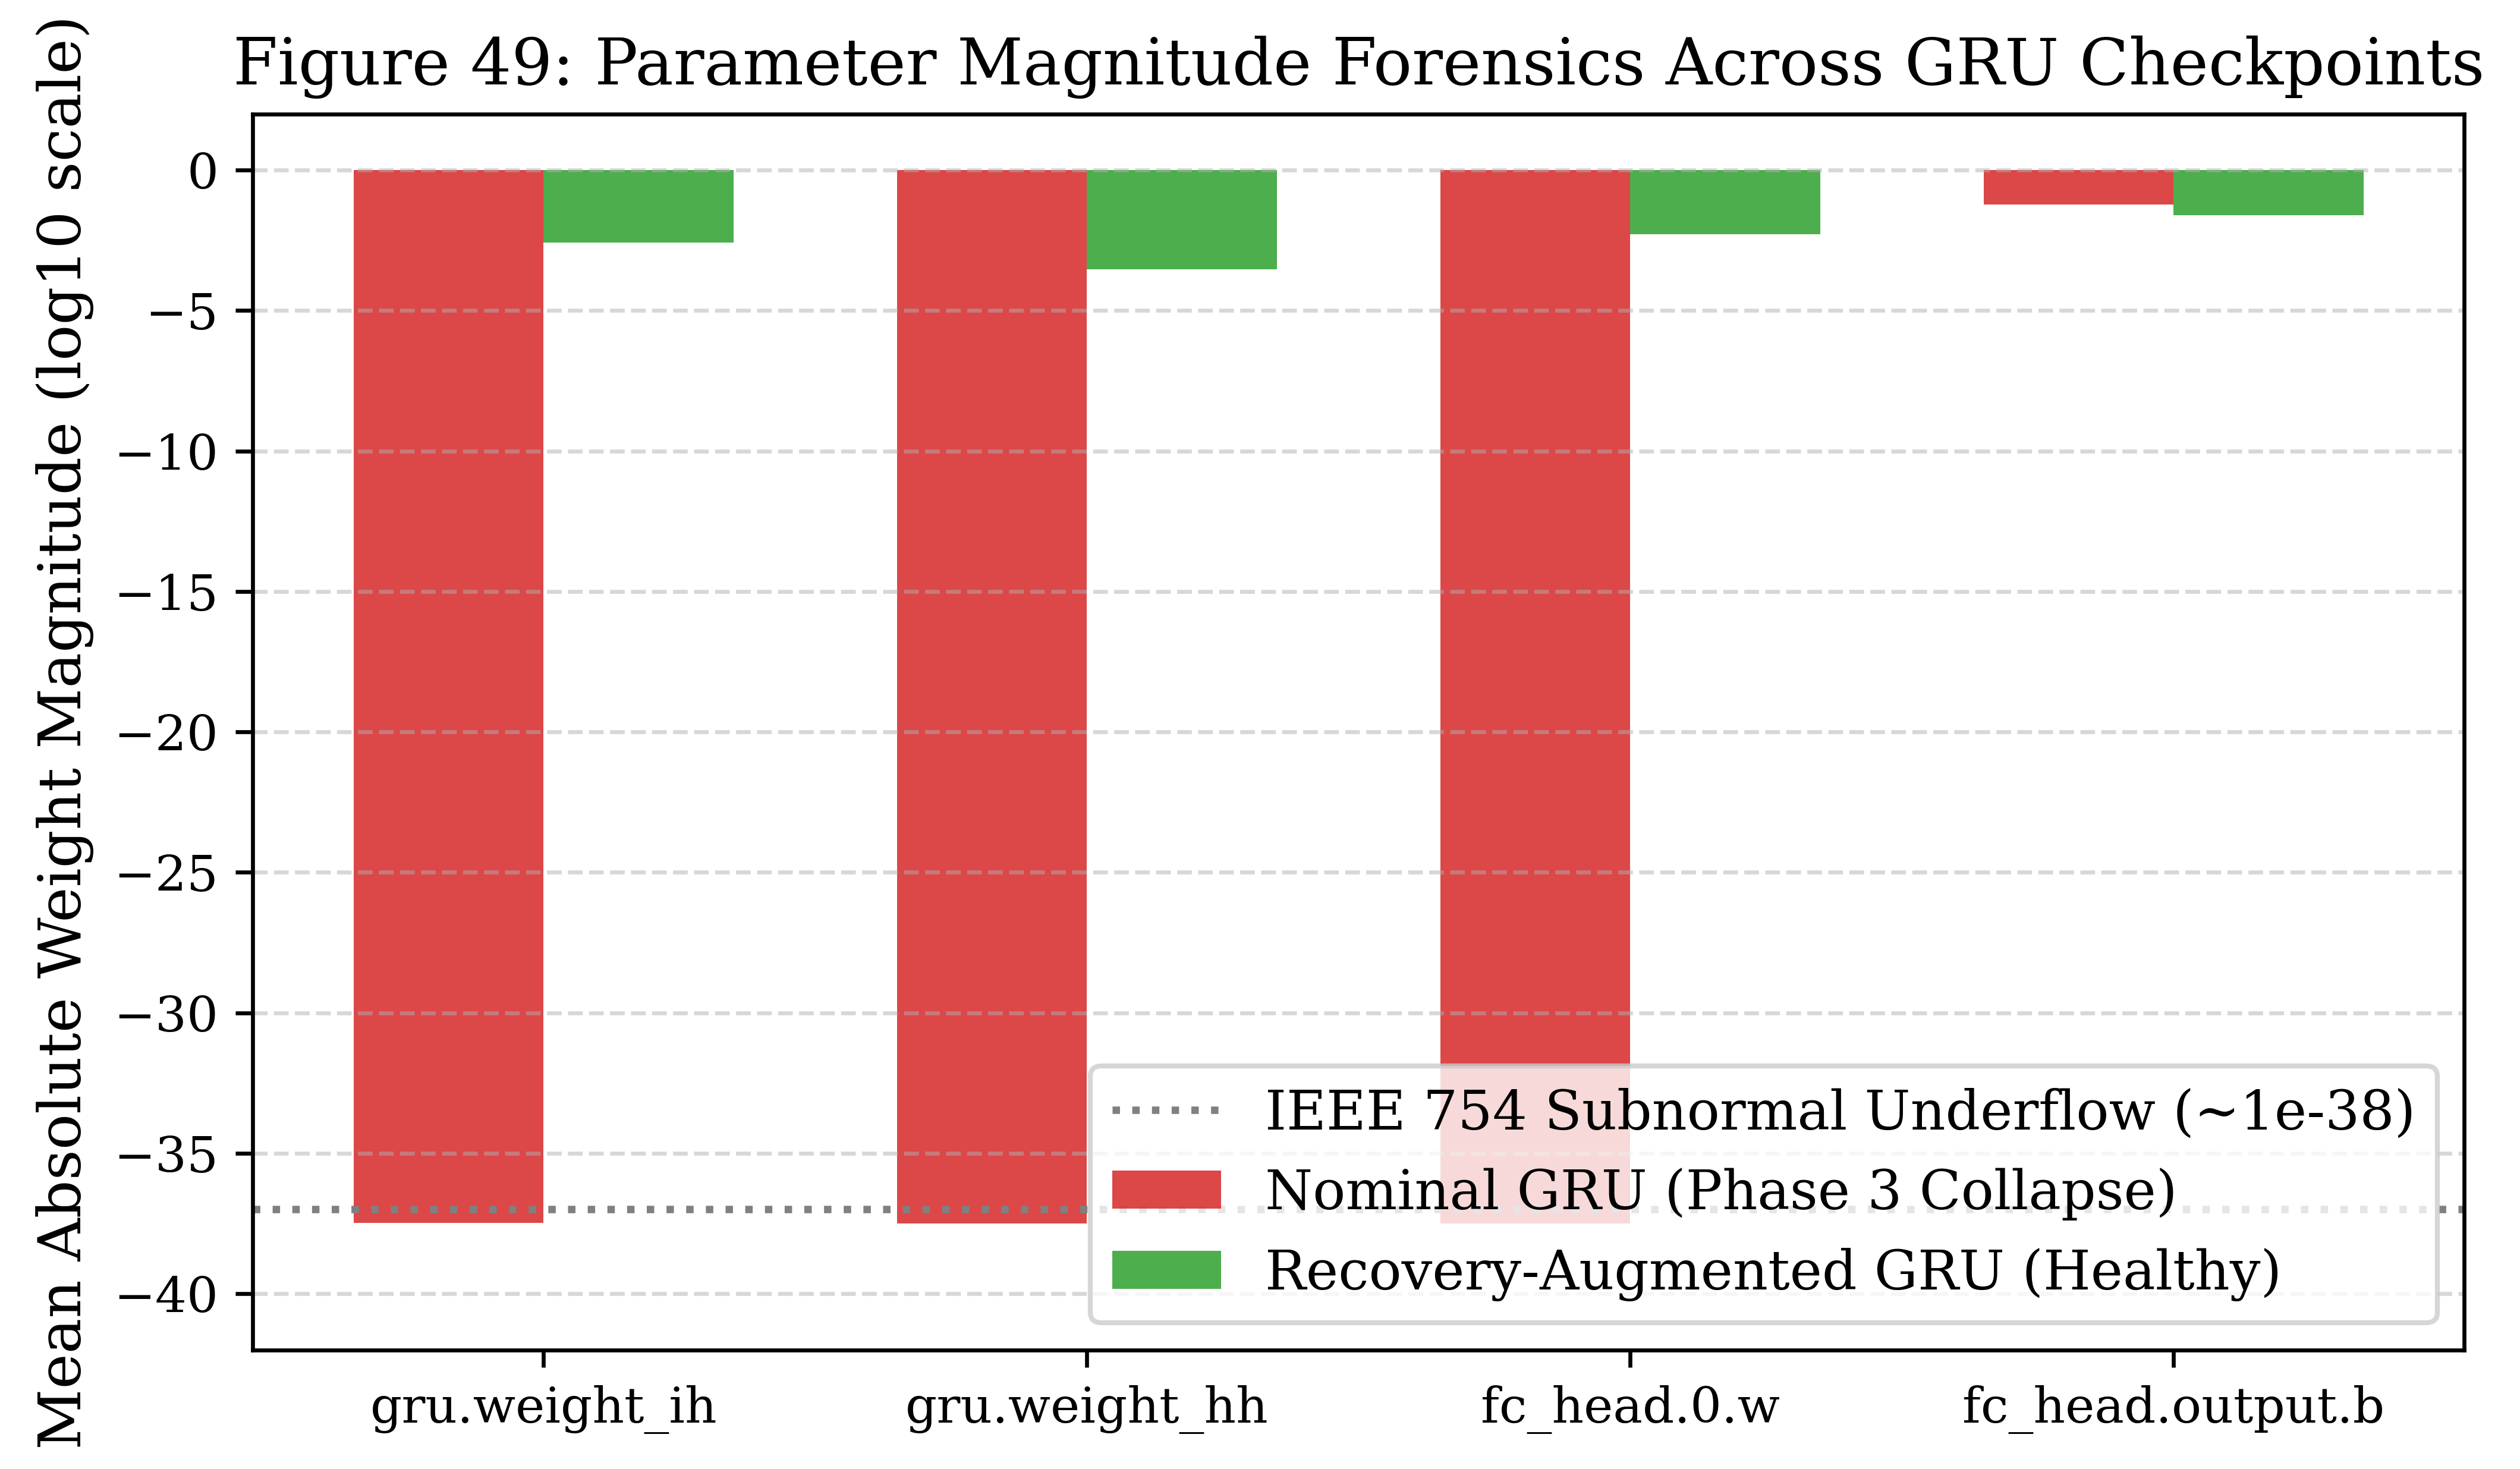 Figure 49: Parameter Magnitude Forensics Across GRU Checkpoints
Mean Absolute Weight Magnitude (log10 scale)
0
−5
−10
−15
−20
−25
−30
−35
−40
IEEE 754 Subnormal Underflow (~1e-38)
Nominal GRU (Phase 3 Collapse)
Recovery-Augmented GRU (Healthy)
gru.weight_ih
gru.weight_hh
fc_head.0.w
fc_head.output.b